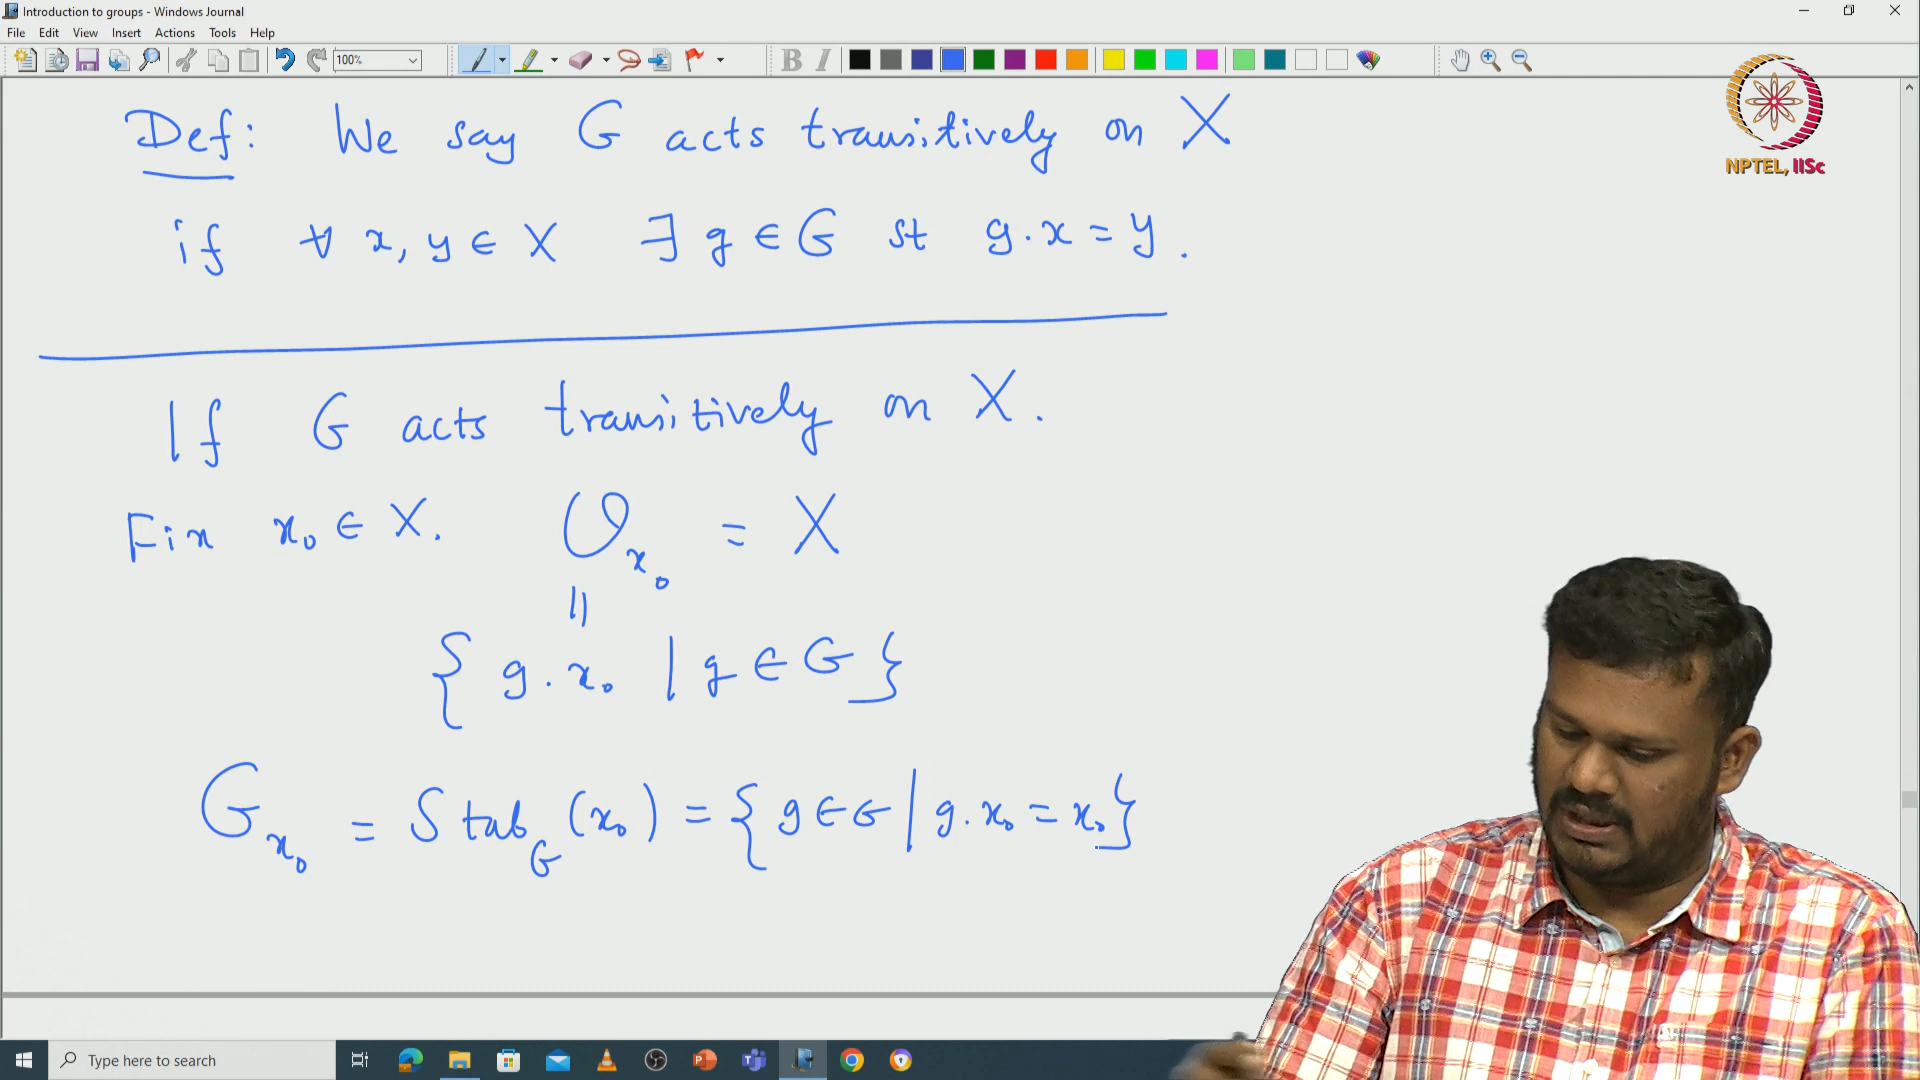 Introduction to groups - Windows Journal
File Edit View Insert Actions Tools Help
100%
B I
NPTEL, IISc
Def: We say G acts transitively on X
if ∀ x, y ∈ X ∃ g ∈ G st g.x = y.
If G acts transitively on X.
Fix x₀ ∈ X. O_{x₀} = X
||
{ g.x₀ | g ∈ G }
G_{x₀} = Stab_G (x₀) = { g ∈ G | g.x₀ = x₀ }
Type here to search